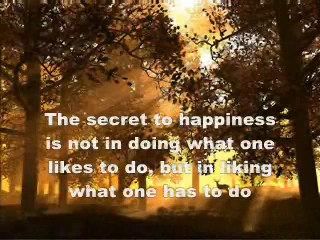 The secret to happiness
is not in doing what one
likes to do, but in liking
what one has to do